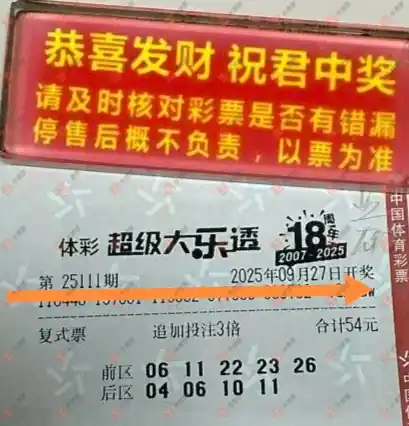 恭喜发财 祝君中奖
请及时核对彩票是否有错漏
停售后概不负责，以票为准
体彩 超级大乐透 18周年
2007-2025
第 25111期 2025年09月27日开奖
复式票 追加投注3倍 合计54元
前区 06 11 22 23 26
后区 04 06 10 11
中国体育彩票